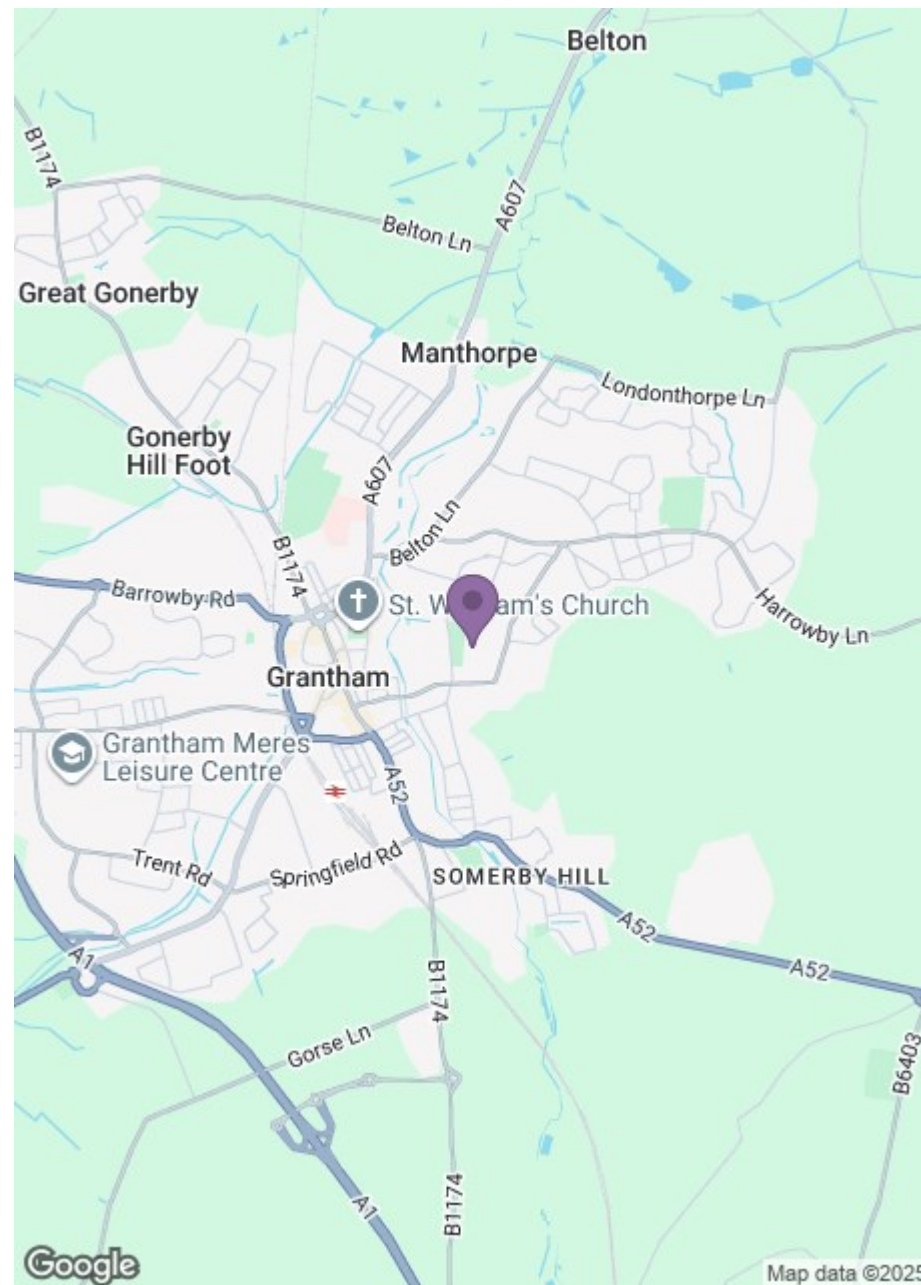 Belton
B1174
A607
Belton Ln
Great Gonerby
Manthorpe
Londonthorpe Ln
Gonerby
Hill Foot
A607
Belton Ln
B1174
Barrowby Rd
St. W am's Church
Harrowby Ln
Grantham
Grantham Meres
Leisure Centre
A52
Trent Rd
Springfield Rd
SOMERBY HILL
A52
A52
A1
B1174
Gorse Ln
B6403
A1
B1174
Google
Map data ©2025